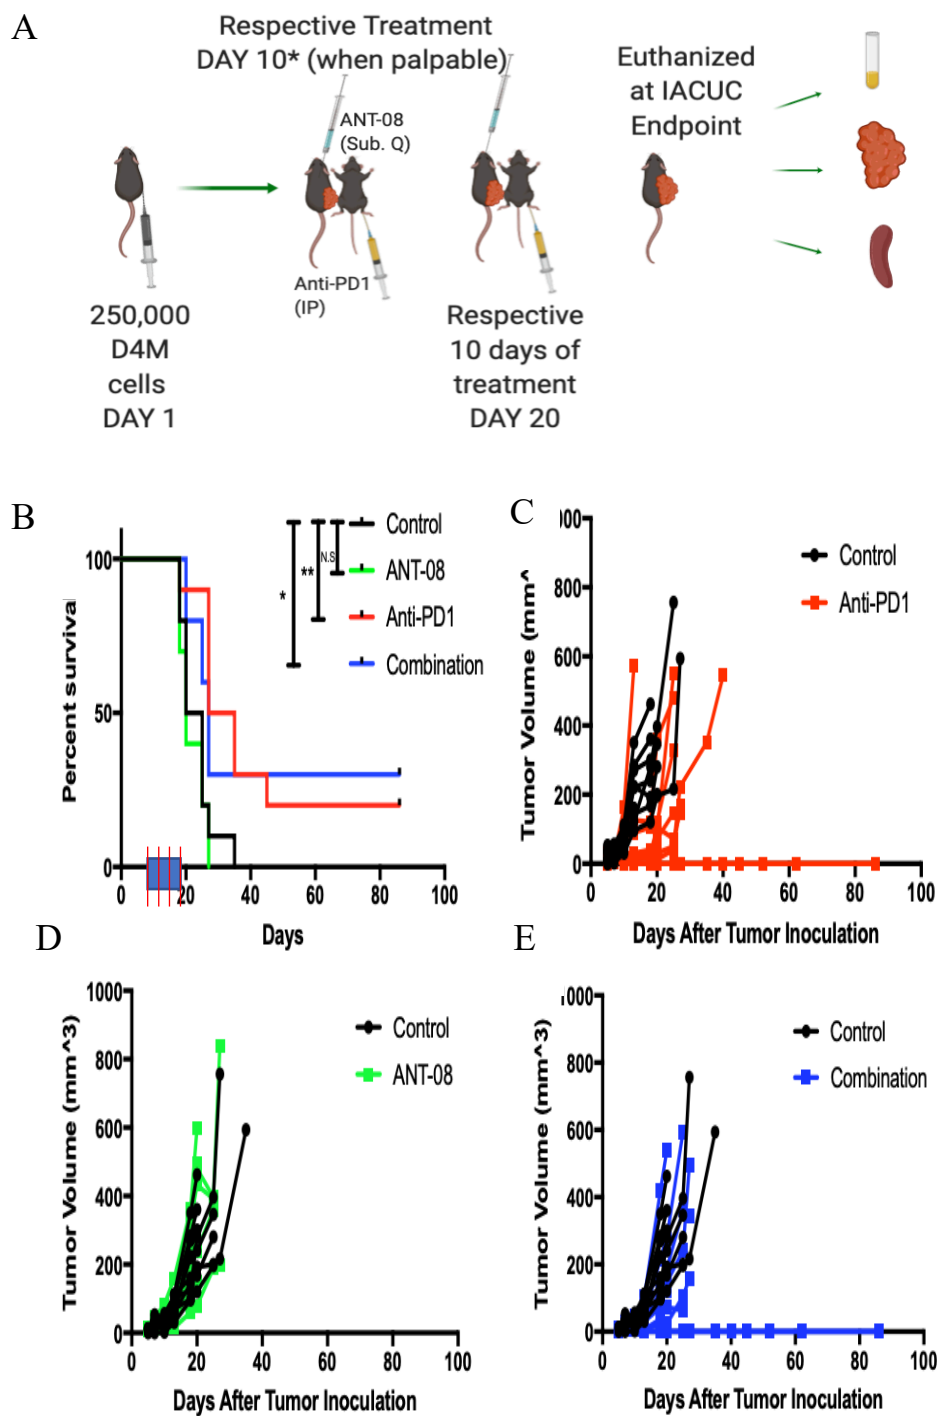 A
Respective Treatment
DAY 10* (when palpable)
ANT-08
(Sub. Q)
Anti-PD1
(IP)
250,000
D4M
cells
DAY 1
Respective
10 days of
treatment
DAY 20
Euthanized
at IACUC
Endpoint
B
Percent surviva
100
50
0
0 20 40 60 80 100
Days
*
**
N.S
Control
ANT-08
Anti-PD1
Combination
C
Tumor Volume (mm^
00
800
600
400
200
0
0 20 40 60 80 100
Days After Tumor Inoculation
Control
Anti-PD1
D
Tumor Volume (mm^3)
1000
800
600
400
200
0
0 20 40 60 80 100
Days After Tumor Inoculation
Control
ANT-08
E
Tumor Volume (mm^3)
000
800
600
400
200
0
0 20 40 60 80 100
Days After Tumor Inoculation
Control
Combination